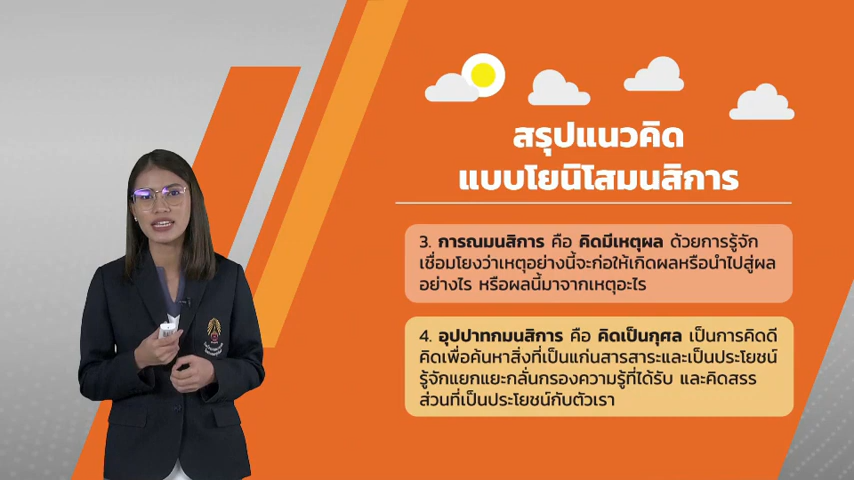 สรุปแนวคิด
แบบโยนิโสมนสิการ
3. การณมนสิการ คือ คิดมีเหตุผล ด้วยการรู้จัก
เชื่อมโยงว่าเหตุอย่างนี้จะก่อให้เกิดผลหรือนำไปสู่ผล
อย่างไร หรือผลนี้มาจากเหตุอะไร
4. อุปปาทกมนสิการ คือ คิดเป็นกุศล เป็นการคิดดี
คิดเพื่อค้นหาสิ่งที่เป็นแก่นสารสาระและเป็นประโยชน์
รู้จักแยกแยะกลั่นกรองความรู้ที่ได้รับ และคิดสรร
ส่วนที่เป็นประโยชน์กับตัวเรา